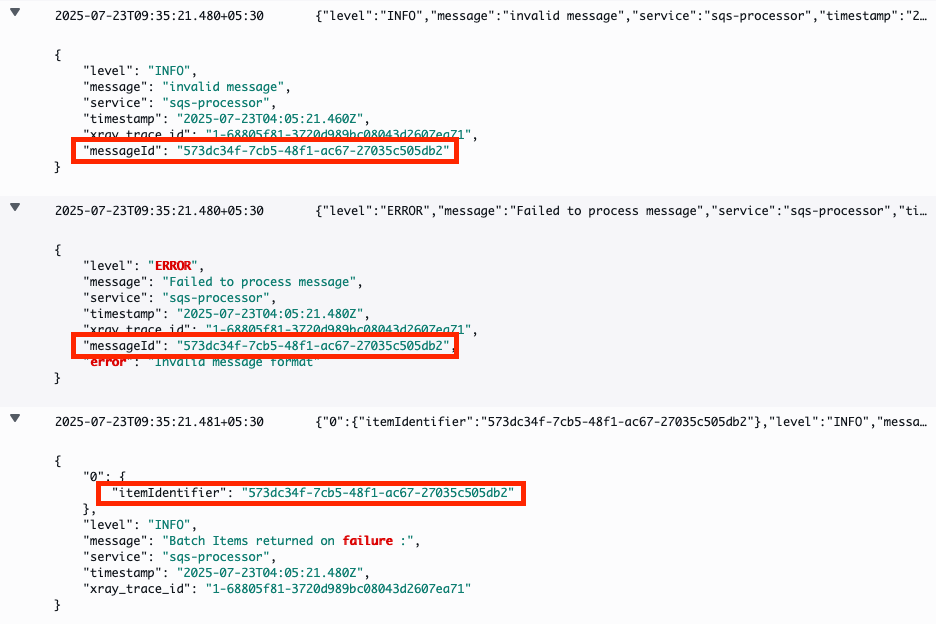 2025-07-23T09:35:21.480+05:30 {"level":"INFO","message":"invalid message","service":"sqs-processor","timestamp":"2…
{
"level": "INFO",
"message": "invalid message",
"service": "sqs-processor",
"timestamp": "2025-07-23T04:05:21.460Z",
"xray_trace_id": "1-68805f81-3720d989bc08043d2607ea71",
"messageId": "573dc34f-7cb5-48f1-ac67-27035c505db2"
}
2025-07-23T09:35:21.480+05:30 {"level":"ERROR","message":"Failed to process message","service":"sqs-processor","ti…
{
"level": "ERROR",
"message": "Failed to process message",
"service": "sqs-processor",
"timestamp": "2025-07-23T04:05:21.480Z",
"xray_trace_id": "1-68805f81-3720d989bc08043d2607ea71",
"messageId": "573dc34f-7cb5-48f1-ac67-27035c505db2",
"error": "Invalid message format"
}
2025-07-23T09:35:21.481+05:30 {"0":{"itemIdentifier":"573dc34f-7cb5-48f1-ac67-27035c505db2"},"level":"INFO","messa…
{
"0": {
"itemIdentifier": "573dc34f-7cb5-48f1-ac67-27035c505db2"
},
"level": "INFO",
"message": "Batch Items returned on failure :",
"service": "sqs-processor",
"timestamp": "2025-07-23T04:05:21.480Z",
"xray_trace_id": "1-68805f81-3720d989bc08043d2607ea71"
}